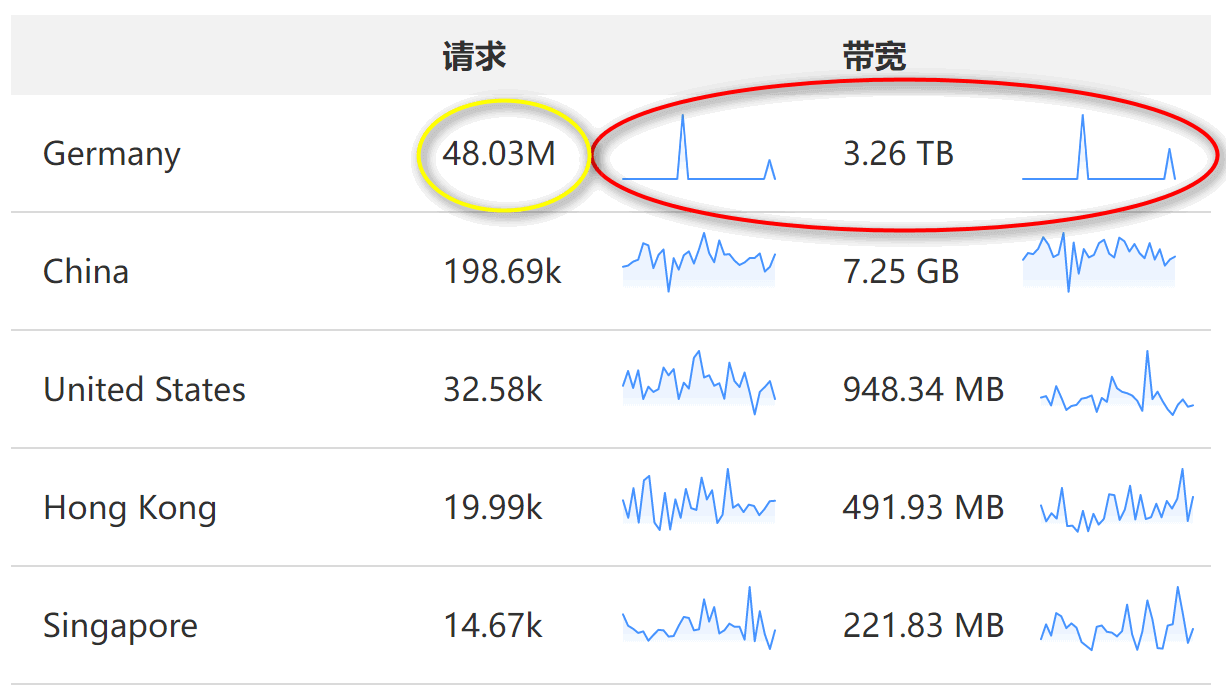 请求 带宽
Germany 48.03M 3.26 TB
China 198.69k 7.25 GB
United States 32.58k 948.34 MB
Hong Kong 19.99k 491.93 MB
Singapore 14.67k 221.83 MB